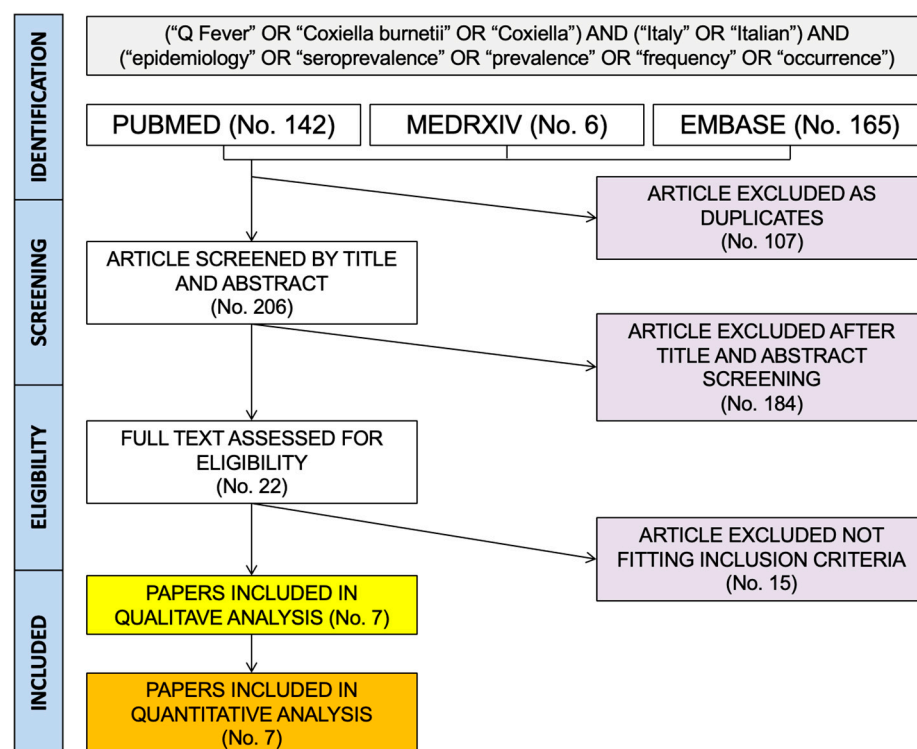 IDENTIFICATION
(“Q Fever” OR “Coxiella burnetii” OR “Coxiella”) AND (“Italy” OR “Italian”) AND
(“epidemiology” OR “seroprevalence” OR “prevalence” OR “frequency” OR “occurrence”)
PUBMED (No. 142)
MEDRXIV (No. 6)
EMBASE (No. 165)
ARTICLE EXCLUDED AS
DUPLICATES
(No. 107)
SCREENING
ARTICLE SCREENED BY TITLE
AND ABSTRACT
(No. 206)
ARTICLE EXCLUDED AFTER
TITLE AND ABSTRACT
SCREENING
(No. 184)
ELIGIBILITY
FULL TEXT ASSESSED FOR
ELIGIBILITY
(No. 22)
ARTICLE EXCLUDED NOT
FITTING INCLUSION CRITERIA
(No. 15)
INCLUDED
PAPERS INCLUDED IN
QUALITAVE ANALYSIS (No. 7)
PAPERS INCLUDED IN
QUANTITATIVE ANALYSIS
(No. 7)